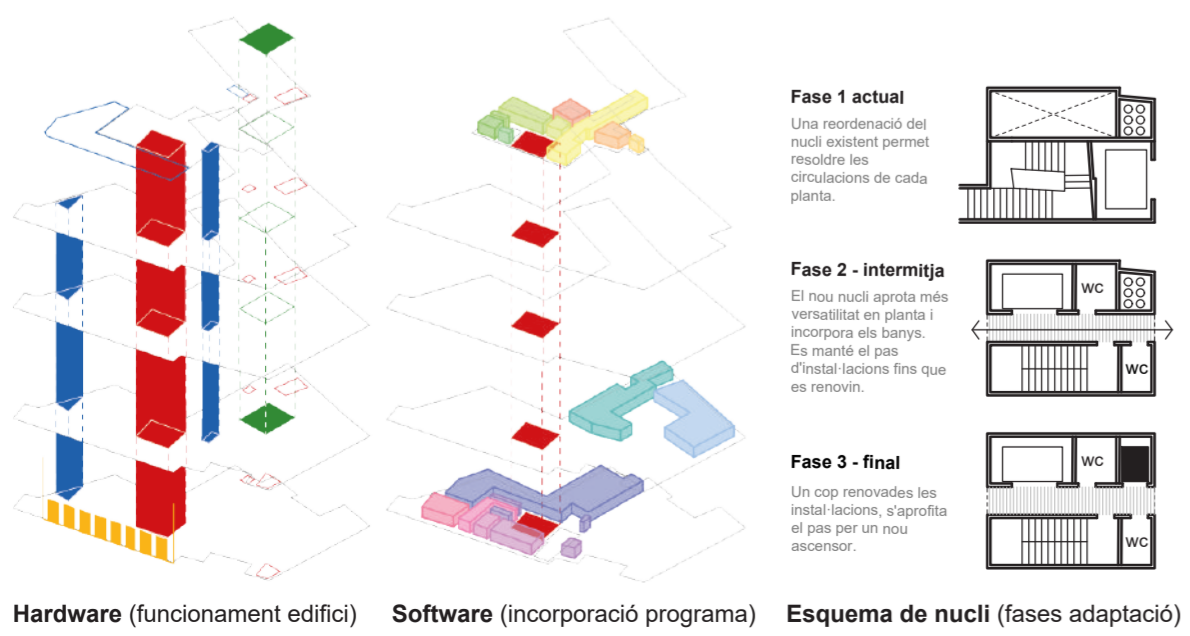 Fase 1 actual
Una reordenació del
nucli existent permet
resoldre les
circulacions de cada
planta.
Fase 2 - intermitja
El nou nucli aprota més
versatilitat en planta i
incorpora els banys.
Es manté el pas
d'instal·lacions fins que
es renovin.
WC
WC
Fase 3 - final
Un cop renovades les
instal·lacions, s'aprofita
el pas per un nou
ascensor.
WC
WC
Hardware (funcionament edifici)
Software (incorporació programa)
Esquema de nucli (fases adaptació)